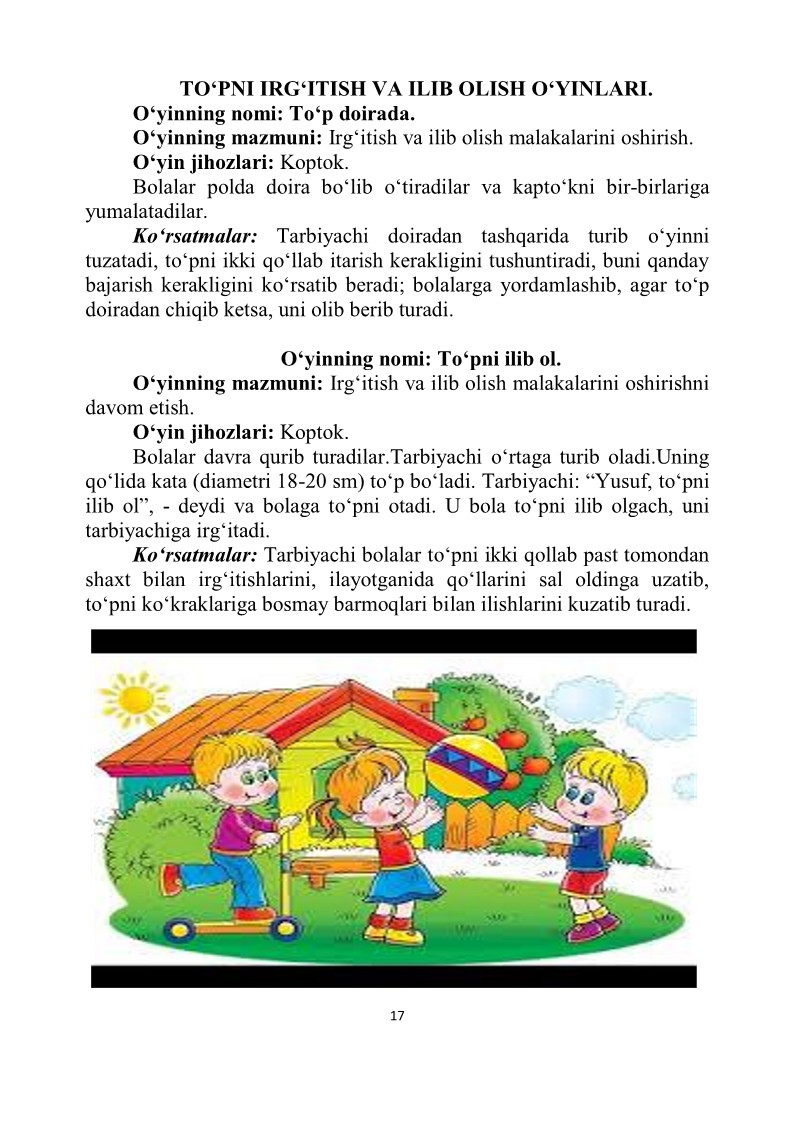 TO‘PNI IRG‘ITISH VA ILIB OLISH O‘YINLARI.
O‘yinning nomi: To‘p doirada.
O‘yinning mazmuni: Irg‘itish va ilib olish malakalarini oshirish.
O‘yin jihozlari: Koptok.
Bolalar polda doira bo‘lib o‘tiradilar va kapto‘kni bir-birlariga
yumalatadilar.
Ko‘rsatmalar: Tarbiyachi doiradan tashqarida turib o‘yinni
tuzatadi, to‘pni ikki qo‘llab itarish kerakligini tushuntiradi, buni qanday
bajarish kerakligini ko‘rsatib beradi; bolalarga yordamlashib, agar to‘p
doiradan chiqib ketsa, uni olib berib turadi.
O‘yinning nomi: To‘pni ilib ol.
O‘yinning mazmuni: Irg‘itish va ilib olish malakalarini oshirishni
davom etish.
O‘yin jihozlari: Koptok.
Bolalar davra qurib turadilar.Tarbiyachi o‘rtaga turib oladi.Uning
qo‘lida kata (diametri 18-20 sm) to‘p bo‘ladi. Tarbiyachi: “Yusuf, to‘pni
ilib ol”, - deydi va bolaga to‘pni otadi. U bola to‘pni ilib olgach, uni
tarbiyachiga irg‘itadi.
Ko‘rsatmalar: Tarbiyachi bolalar to‘pni ikki qollab past tomondan
shaxt bilan irg‘itishlarini, ilayotganida qo‘llarini sal oldinga uzatib,
to‘pni ko‘kraklariga bosmay barmoqlari bilan ilishlarini kuzatib turadi.
17